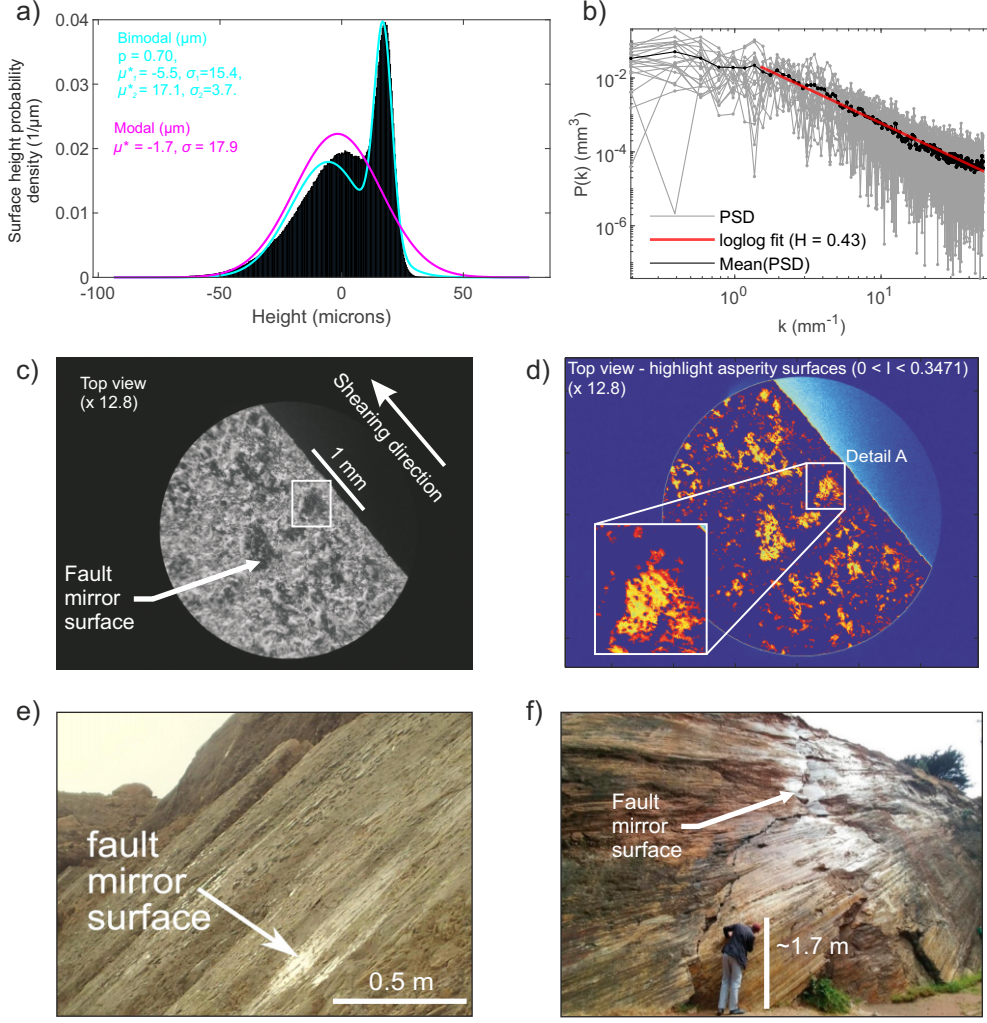 a)
0.04
0.03
0.02
0.01
0
Surface height probability
density (1/μm)
Bimodal (μm)
p = 0.70,
μ*₁ = -5.5, σ₁=15.4,
μ*₂ = 17.1, σ₂=3.7.
Modal (μm)
μ* = -1.7, σ = 17.9
-100
-50
0
50
Height (microns)
b)
10⁻²
10⁻⁴
10⁻⁶
P(k) (mm³)
PSD
loglog fit (H = 0.43)
Mean(PSD)
10⁰
10¹
k (mm⁻¹)
c)
Top view
(x 12.8)
Shearing direction
1 mm
Fault
mirror
surface
d)
Top view - highlight asperity surfaces (0 < I < 0.3471)
(x 12.8)
Detail A
e)
fault
mirror
surface
0.5 m
f)
Fault
mirror
surface
~1.7 m